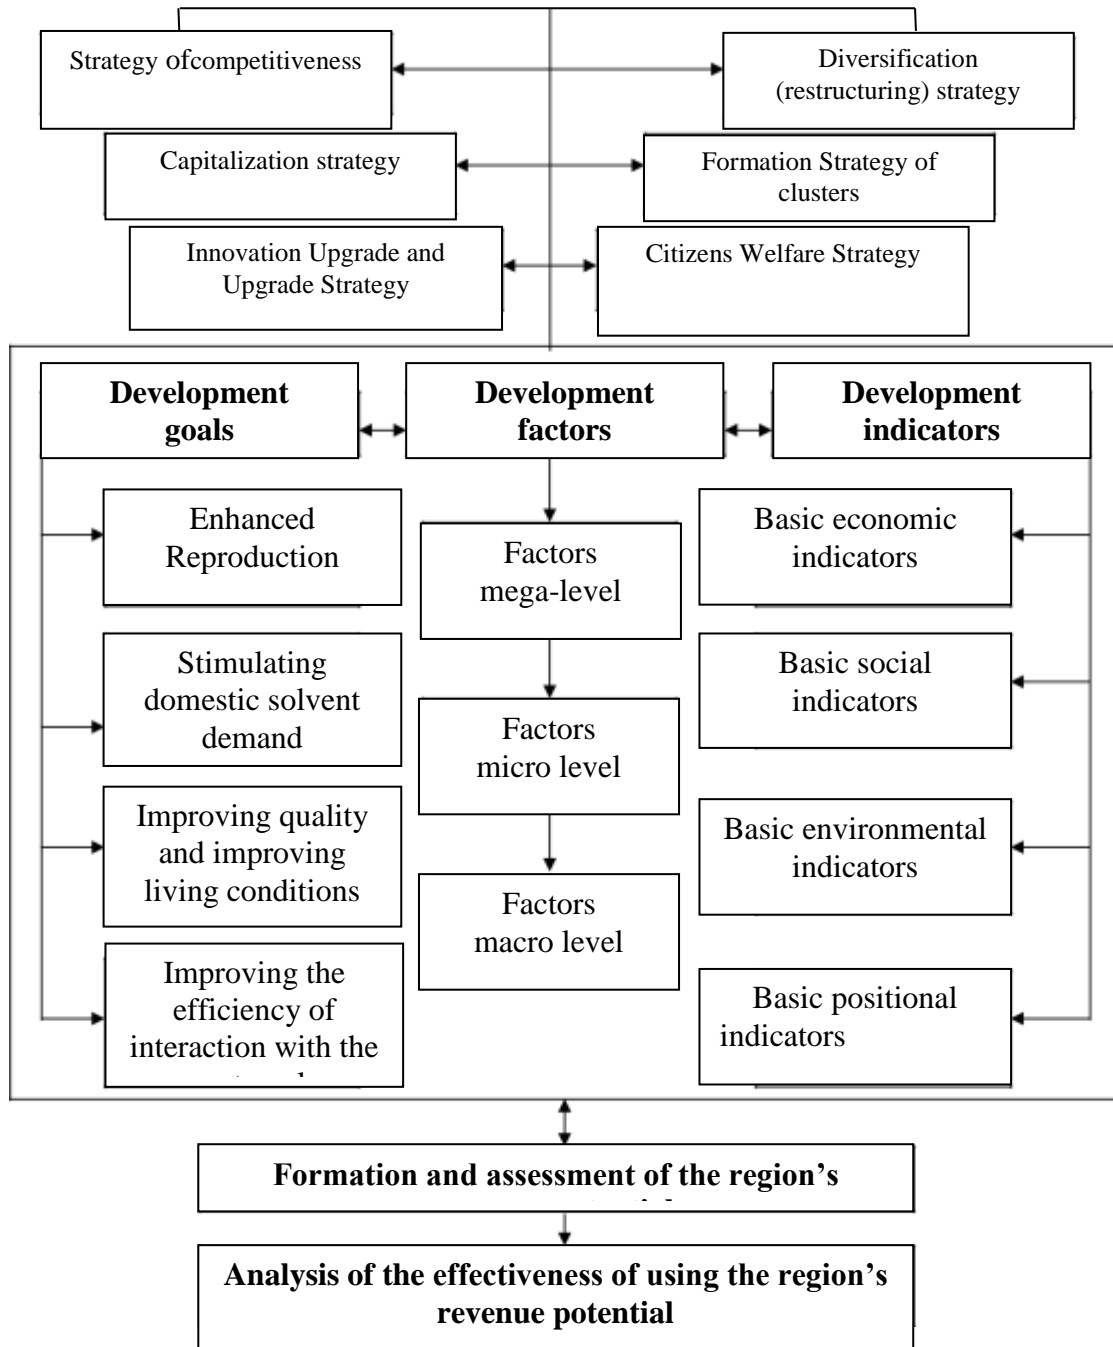 Strategy ofcompetitiveness
Diversification
(restructuring) strategy
Capitalization strategy
Formation Strategy of
clusters
Innovation Upgrade and
Upgrade Strategy
Citizens Welfare Strategy
Development
goals
Development
factors
Development
indicators
Enhanced
Reproduction
Stimulating
domestic solvent
demand
Improving quality
and improving
living conditions
Improving the
efficiency of
interaction with the
Factors
mega-level
Factors
micro level
Factors
macro level
Basic economic
indicators
Basic social
indicators
Basic environmental
indicators
Basic positional
indicators
Formation and assessment of the region’s
Analysis of the effectiveness of using the region’s
revenue potential